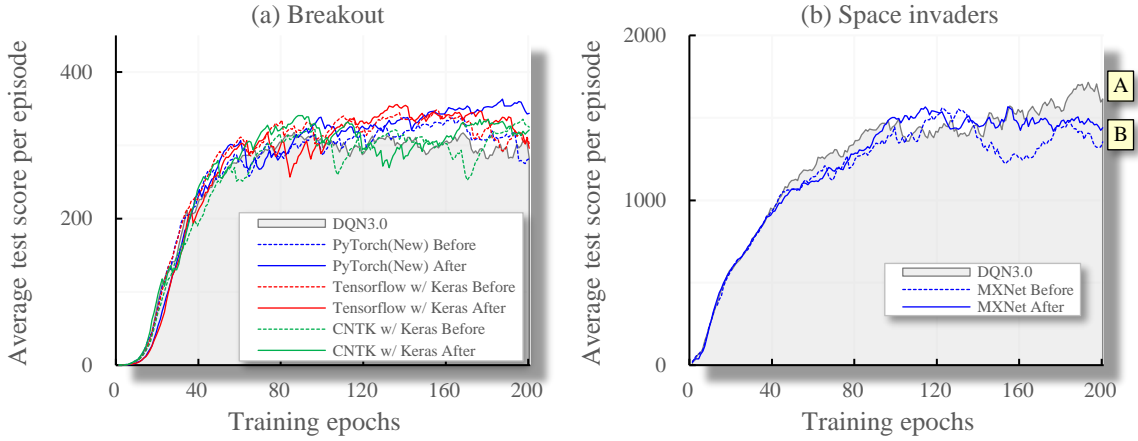 (a) Breakout
Average test score per episode
400
200
0
0 40 80 120 160 200
Training epochs
DQN3.0
PyTorch(New) Before
PyTorch(New) After
Tensorflow w/ Keras Before
Tensorflow w/ Keras After
CNTK w/ Keras Before
CNTK w/ Keras After
(b) Space invaders
Average test score per episode
2000
1000
0
0 40 80 120 160 200
Training epochs
DQN3.0
MXNet Before
MXNet After
A
B